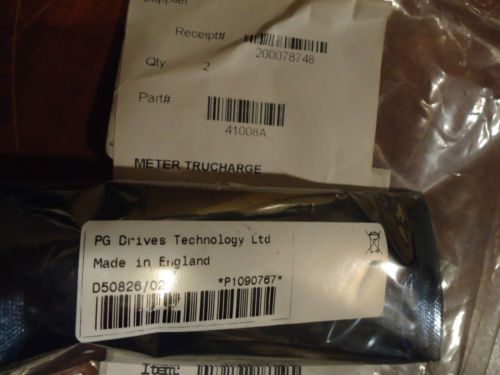 Supplier
Receipt#
200078748
Qty 2
Part#
41008A
METER TRUCHARGE
PG Drives Technology Ltd
Made in England
D50826/02 *P1090767*
Item: